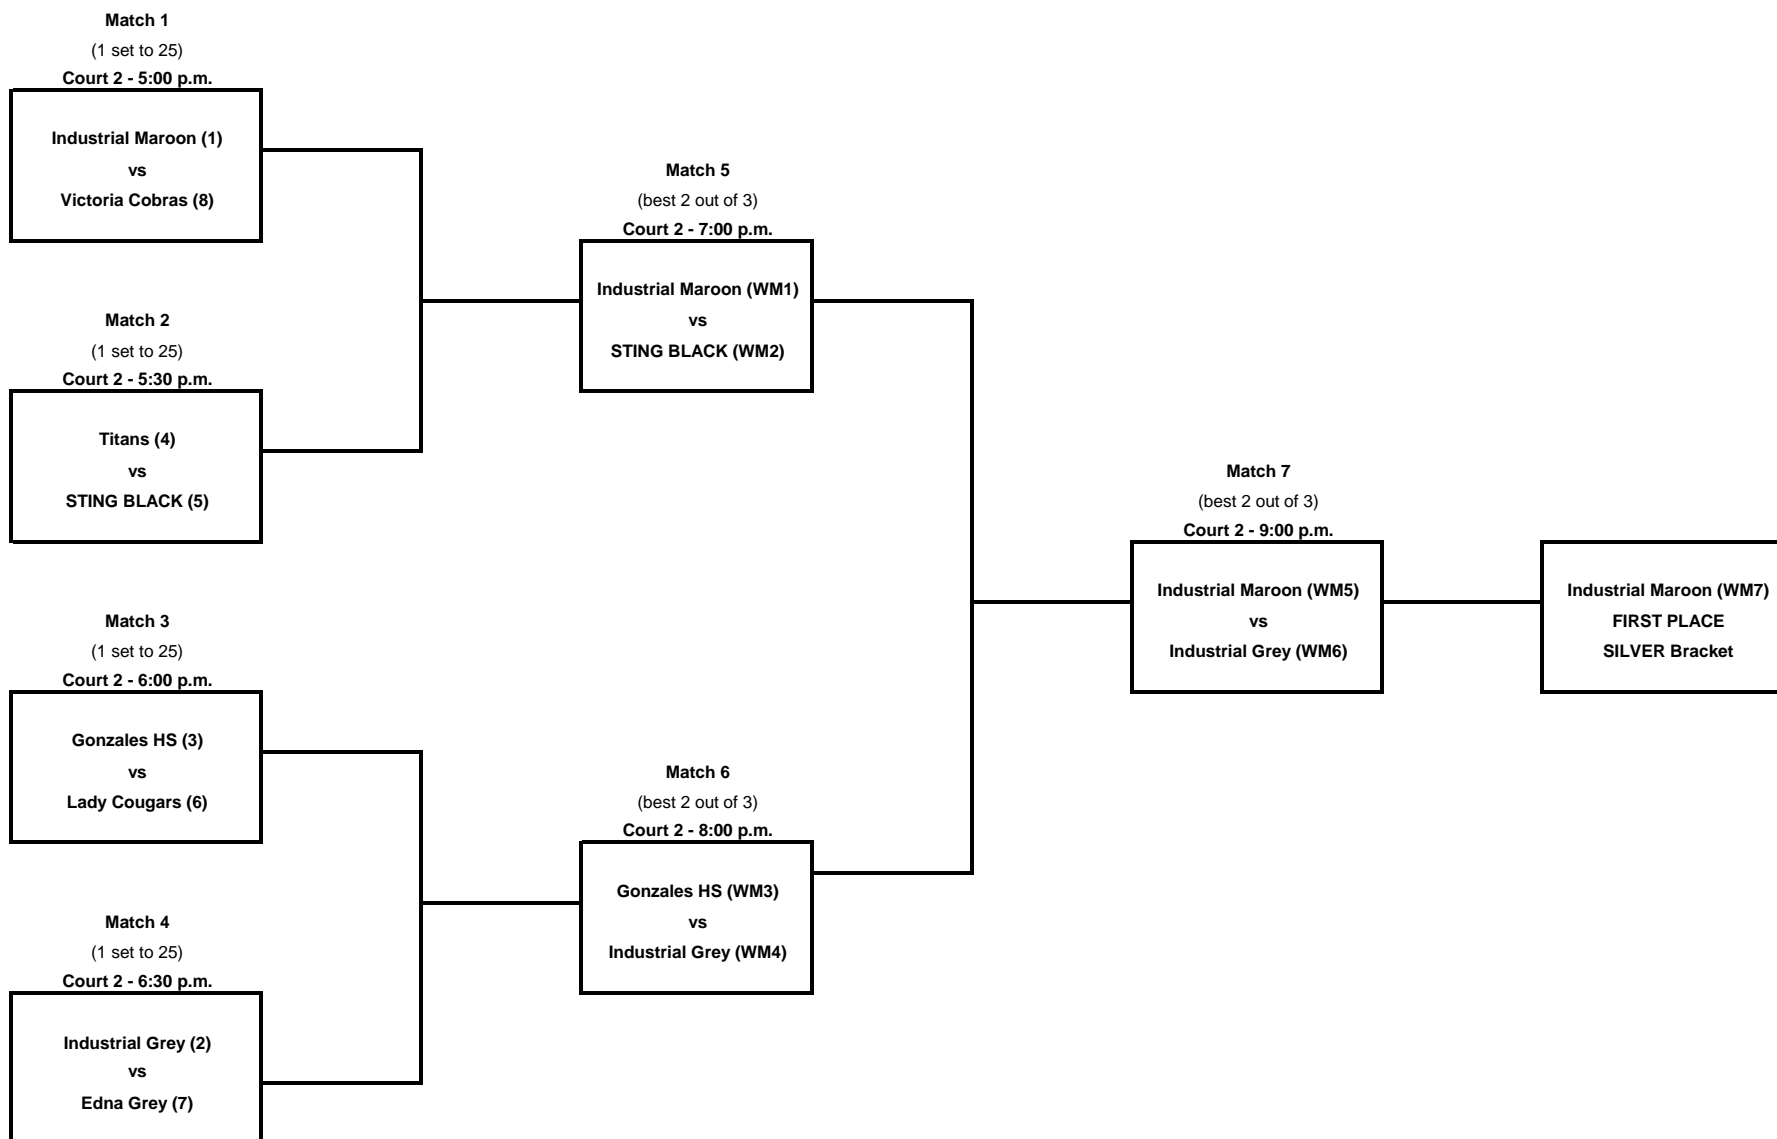 Match 1
(1 set to 25)
Court 2 - 5:00 p.m.
Industrial Maroon (1)
vs
Victoria Cobras (8)
Match 2
(1 set to 25)
Court 2 - 5:30 p.m.
Titans (4)
vs
STING BLACK (5)
Match 3
(1 set to 25)
Court 2 - 6:00 p.m.
Gonzales HS (3)
vs
Lady Cougars (6)
Match 4
(1 set to 25)
Court 2 - 6:30 p.m.
Industrial Grey (2)
vs
Edna Grey (7)
Match 5
(best 2 out of 3)
Court 2 - 7:00 p.m.
Industrial Maroon (WM1)
vs
STING BLACK (WM2)
Match 6
(best 2 out of 3)
Court 2 - 8:00 p.m.
Gonzales HS (WM3)
vs
Industrial Grey (WM4)
Match 7
(best 2 out of 3)
Court 2 - 9:00 p.m.
Industrial Maroon (WM5)
vs
Industrial Grey (WM6)
Industrial Maroon (WM7)
FIRST PLACE
SILVER Bracket